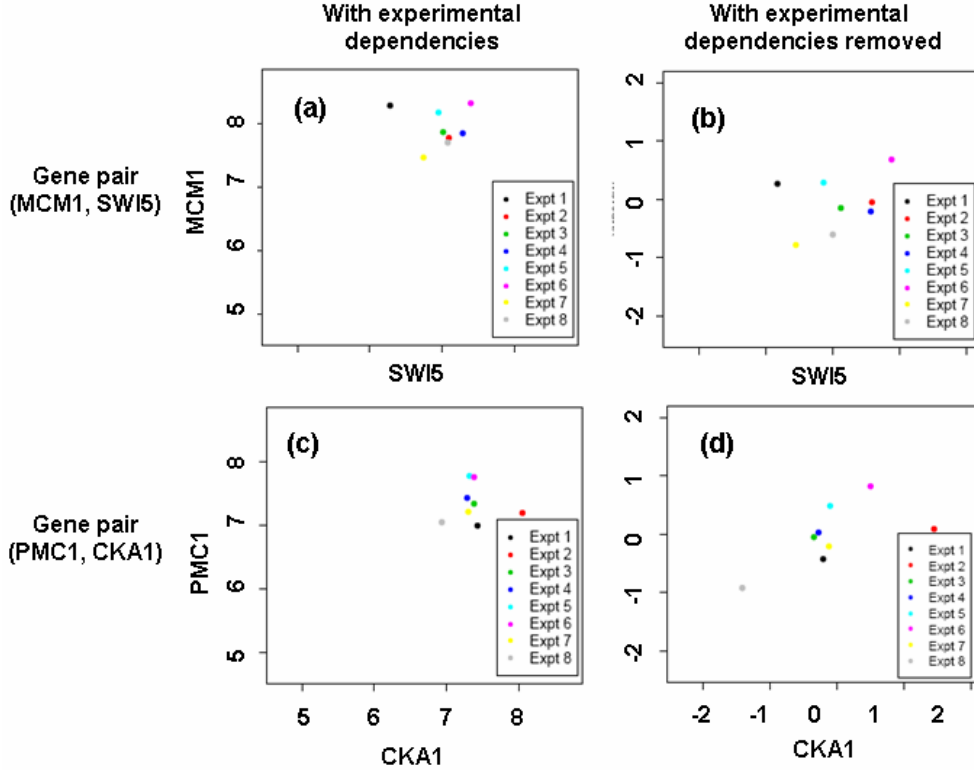 With experimental
dependencies
With experimental
dependencies removed
Gene pair
(MCM1, SWI5)
(a)
MCM1
8
7
6
5
Expt 1
Expt 2
Expt 3
Expt 4
Expt 5
Expt 6
Expt 7
Expt 8
SWI5
(b)
2
1
0
-1
-2
Expt 1
Expt 2
Expt 3
Expt 4
Expt 5
Expt 6
Expt 7
Expt 8
SWI5
Gene pair
(PMC1, CKA1)
(c)
PMC1
8
7
6
5
Expt 1
Expt 2
Expt 3
Expt 4
Expt 5
Expt 6
Expt 7
Expt 8
5 6 7 8
CKA1
(d)
2
1
0
-1
-2
Expt 1
Expt 2
Expt 3
Expt 4
Expt 5
Expt 6
Expt 7
Expt 8
-2 -1 0 1 2
CKA1